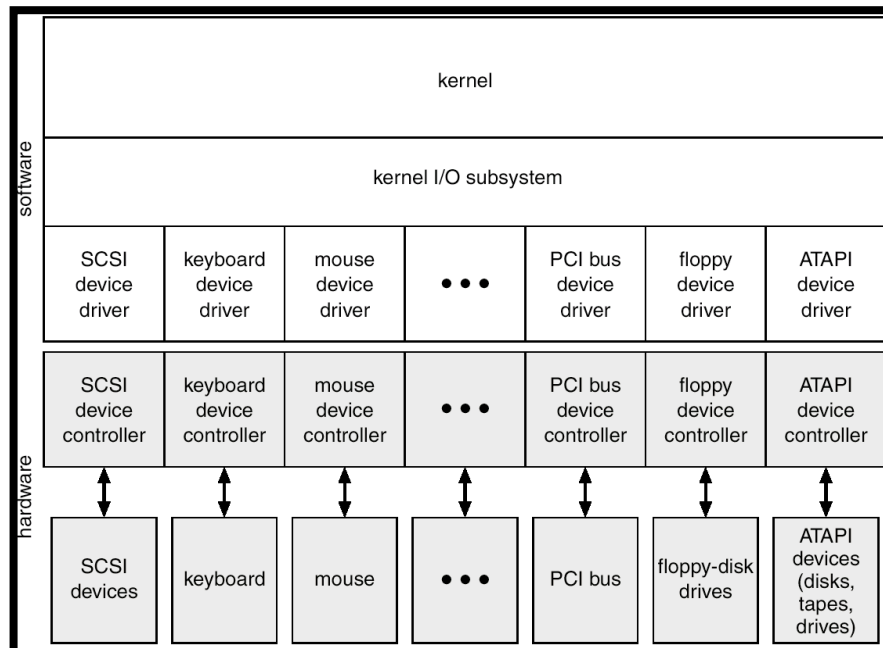 software
kernel
kernel I/O subsystem
SCSI
device
driver
keyboard
device
driver
mouse
device
driver
•••
PCI bus
device
driver
floppy
device
driver
ATAPI
device
driver
hardware
SCSI
device
controller
keyboard
device
controller
mouse
device
controller
•••
PCI bus
device
controller
floppy
device
controller
ATAPI
device
controller
SCSI
devices
keyboard
mouse
•••
PCI bus
floppy-disk
drives
ATAPI
devices
(disks,
tapes,
drives)